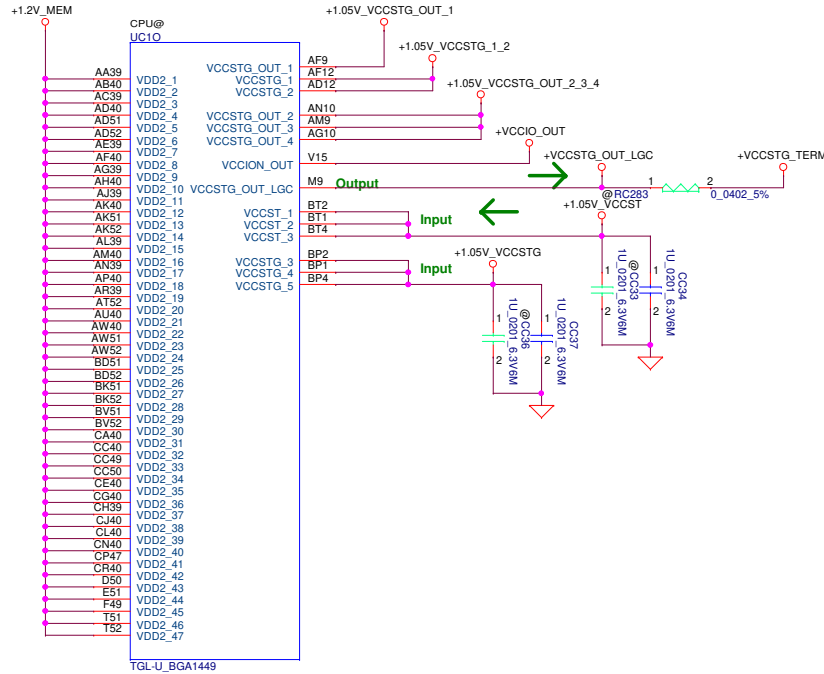 +1.2V_MEM
CPU@
UC1O
+1.05V_VCCSTG_OUT_1
+1.05V_VCCSTG_1_2
+1.05V_VCCSTG_OUT_2_3_4
+VCCIO_OUT
+VCCSTG_OUT_LGC
+VCCSTG_TERM
AA39 VDD2_1
AB40 VDD2_2
AC39 VDD2_3
AD40 VDD2_4
AD51 VDD2_5
AD52 VDD2_6
AE39 VDD2_7
AF40 VDD2_8
AG39 VDD2_9
AH40 VDD2_10
AJ39 VDD2_11
AK40 VDD2_12
AK51 VDD2_13
AK52 VDD2_14
AL39 VDD2_15
AM40 VDD2_16
AN39 VDD2_17
AP40 VDD2_18
AR39 VDD2_19
AT52 VDD2_20
AU40 VDD2_21
AW40 VDD2_22
AW51 VDD2_23
AW52 VDD2_24
BD51 VDD2_25
BD52 VDD2_26
BK51 VDD2_27
BK52 VDD2_28
BV51 VDD2_29
BV52 VDD2_30
CA40 VDD2_31
CC40 VDD2_32
CC49 VDD2_33
CC50 VDD2_34
CE40 VDD2_35
CG40 VDD2_36
CH39 VDD2_37
CJ40 VDD2_38
CL40 VDD2_39
CN40 VDD2_40
CP47 VDD2_41
CR40 VDD2_42
D50 VDD2_43
E51 VDD2_44
F49 VDD2_45
T51 VDD2_46
T52 VDD2_47
VCCSTG_OUT_1 AF9
VCCSTG_1 AF12
VCCSTG_2 AD12
VCCSTG_OUT_2 AN10
VCCSTG_OUT_3 AM9
VCCSTG_OUT_4 AG10
VCCION_OUT V15
VCCSTG_OUT_LGC M9 Output
VCCST_1 BT2
VCCST_2 BT1 Input
VCCST_3 BT4
VCCSTG_3 BP2
VCCSTG_4 BP1 Input
VCCSTG_5 BP4
1 2
@RC283 0_0402_5%
+1.05V_VCCST
+1.05V_VCCSTG
1
2
@CC36
1U_0201_6.3V6M
1
2
CC37
1U_0201_6.3V6M
1
2
@CC33
1U_0201_6.3V6M
1
2
CC34
1U_0201_6.3V6M
TGL-U_BGA1449